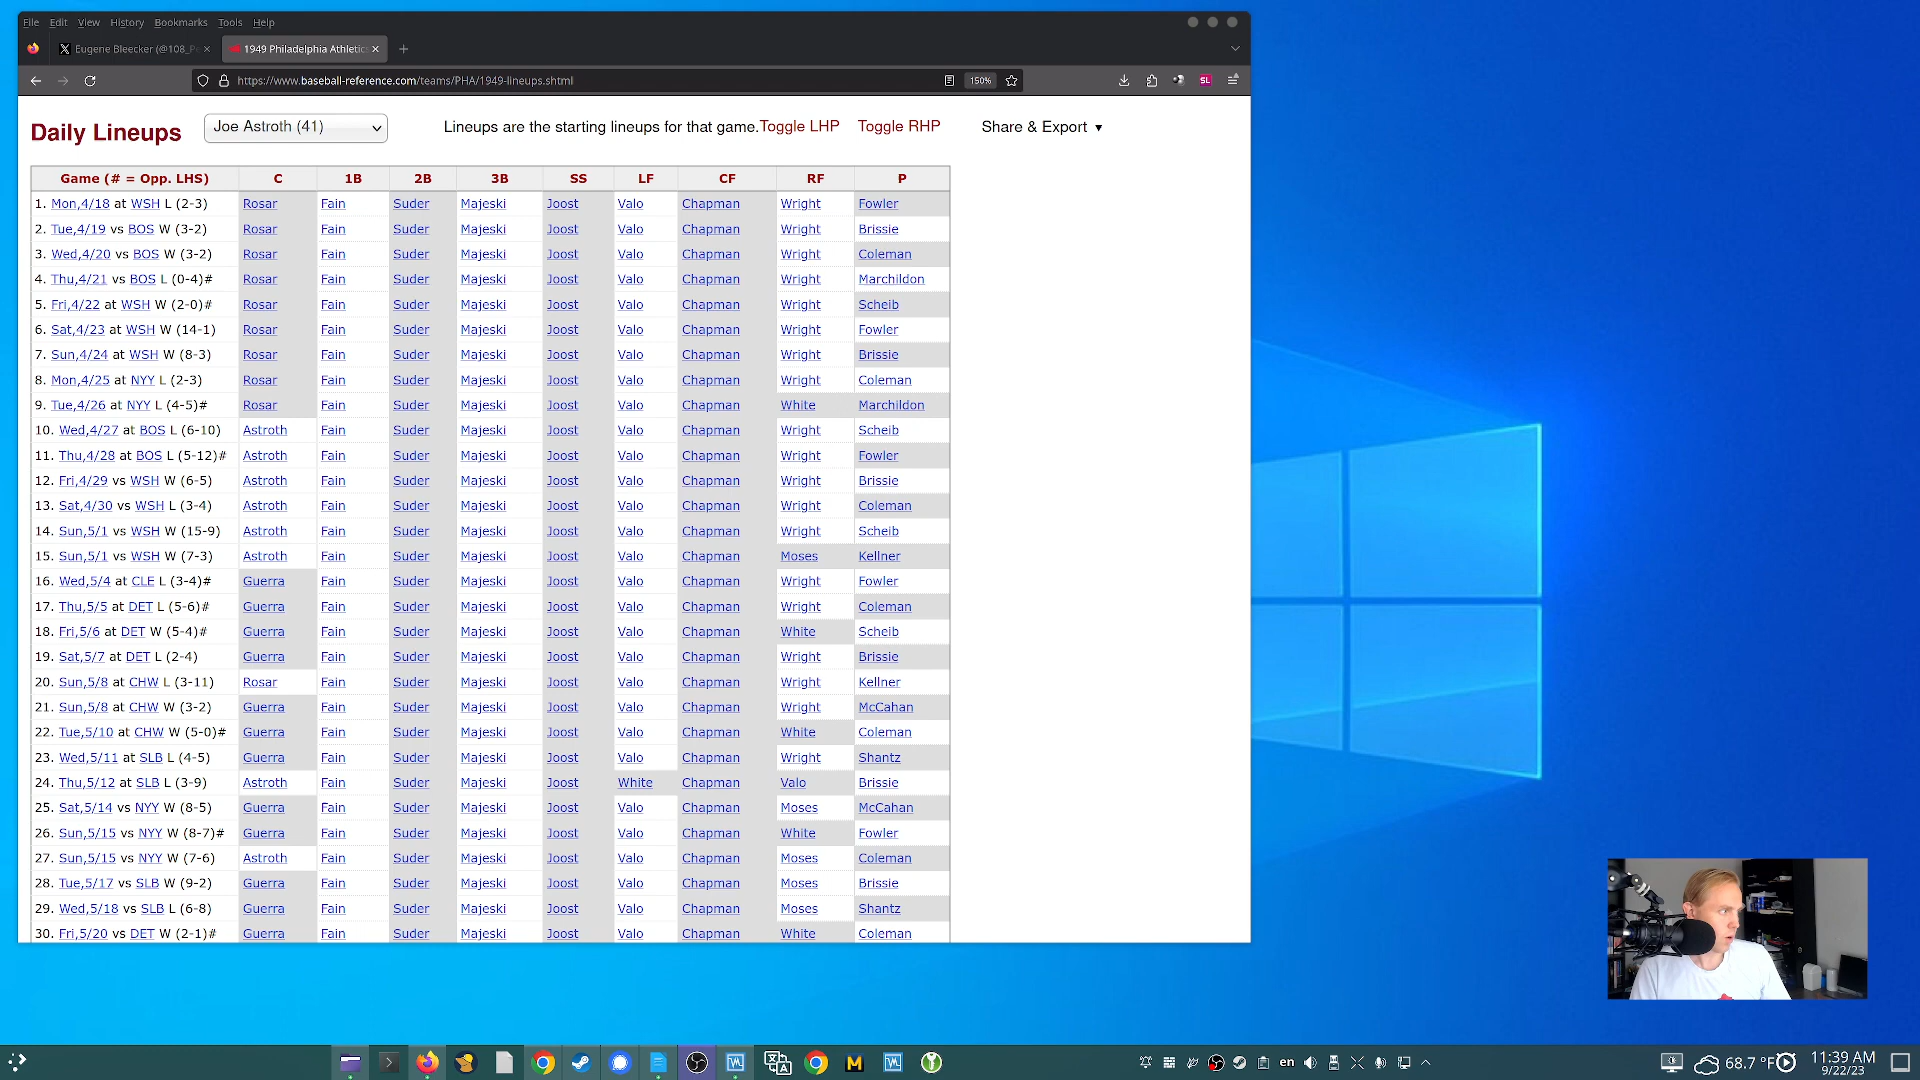 File Edit View History Bookmarks Tools Help
Eugene Bleecker (@108_Pe
1949 Philadelphia Athletic
https://www.baseball-reference.com/teams/PHA/1949-lineups.shtml
150%
Daily Lineups
Joe Astroth (41)
Lineups are the starting lineups for that game.Toggle LHP Toggle RHP Share & Export ▼
Game (# = Opp. LHS) C 1B 2B 3B SS LF CF RF P
1. Mon,4/18 at WSH L (2-3) Rosar Fain Suder Majeski Joost Valo Chapman Wright Fowler
2. Tue,4/19 vs BOS W (3-2) Rosar Fain Suder Majeski Joost Valo Chapman Wright Brissie
3. Wed,4/20 vs BOS W (3-2) Rosar Fain Suder Majeski Joost Valo Chapman Wright Coleman
4. Thu,4/21 vs BOS L (0-4)# Rosar Fain Suder Majeski Joost Valo Chapman Wright Marchildon
5. Fri,4/22 at WSH W (2-0)# Rosar Fain Suder Majeski Joost Valo Chapman Wright Scheib
6. Sat,4/23 at WSH W (14-1) Rosar Fain Suder Majeski Joost Valo Chapman Wright Fowler
7. Sun,4/24 at WSH W (8-3) Rosar Fain Suder Majeski Joost Valo Chapman Wright Brissie
8. Mon,4/25 at NYY L (2-3) Rosar Fain Suder Majeski Joost Valo Chapman Wright Coleman
9. Tue,4/26 at NYY L (4-5)# Rosar Fain Suder Majeski Joost Valo Chapman White Marchildon
10. Wed,4/27 at BOS L (6-10) Astroth Fain Suder Majeski Joost Valo Chapman Wright Scheib
11. Thu,4/28 at BOS L (5-12)# Astroth Fain Suder Majeski Joost Valo Chapman Wright Fowler
12. Fri,4/29 vs WSH W (6-5) Astroth Fain Suder Majeski Joost Valo Chapman Wright Brissie
13. Sat,4/30 vs WSH L (3-4) Astroth Fain Suder Majeski Joost Valo Chapman Wright Coleman
14. Sun,5/1 vs WSH W (15-9) Astroth Fain Suder Majeski Joost Valo Chapman Wright Scheib
15. Sun,5/1 vs WSH W (7-3) Astroth Fain Suder Majeski Joost Valo Chapman Moses Kellner
16. Wed,5/4 at CLE L (3-4)# Guerra Fain Suder Majeski Joost Valo Chapman Wright Fowler
17. Thu,5/5 at DET L (5-6)# Guerra Fain Suder Majeski Joost Valo Chapman Wright Coleman
18. Fri,5/6 at DET W (5-4)# Guerra Fain Suder Majeski Joost Valo Chapman White Scheib
19. Sat,5/7 at DET L (2-4) Guerra Fain Suder Majeski Joost Valo Chapman Wright Brissie
20. Sun,5/8 at CHW L (3-11) Rosar Fain Suder Majeski Joost Valo Chapman Wright Kellner
21. Sun,5/8 at CHW W (3-2) Guerra Fain Suder Majeski Joost Valo Chapman Wright McCahan
22. Tue,5/10 at CHW W (5-0)# Guerra Fain Suder Majeski Joost Valo Chapman White Coleman
23. Wed,5/11 at SLB L (4-5) Guerra Fain Suder Majeski Joost Valo Chapman Wright Shantz
24. Thu,5/12 at SLB L (3-9) Astroth Fain Suder Majeski Joost White Chapman Valo Brissie
25. Sat,5/14 vs NYY W (8-5) Guerra Fain Suder Majeski Joost Valo Chapman Moses McCahan
26. Sun,5/15 vs NYY W (8-7)# Guerra Fain Suder Majeski Joost Valo Chapman White Fowler
27. Sun,5/15 vs NYY W (7-6) Astroth Fain Suder Majeski Joost Valo Chapman Moses Coleman
28. Tue,5/17 vs SLB W (9-2) Guerra Fain Suder Majeski Joost Valo Chapman Moses Brissie
29. Wed,5/18 vs SLB L (6-8) Guerra Fain Suder Majeski Joost Valo Chapman Moses Shantz
30. Fri,5/20 vs DET W (2-1)# Guerra Fain Suder Majeski Joost Valo Chapman White Coleman
en
68.7 °F
11:39 AM
9/22/23